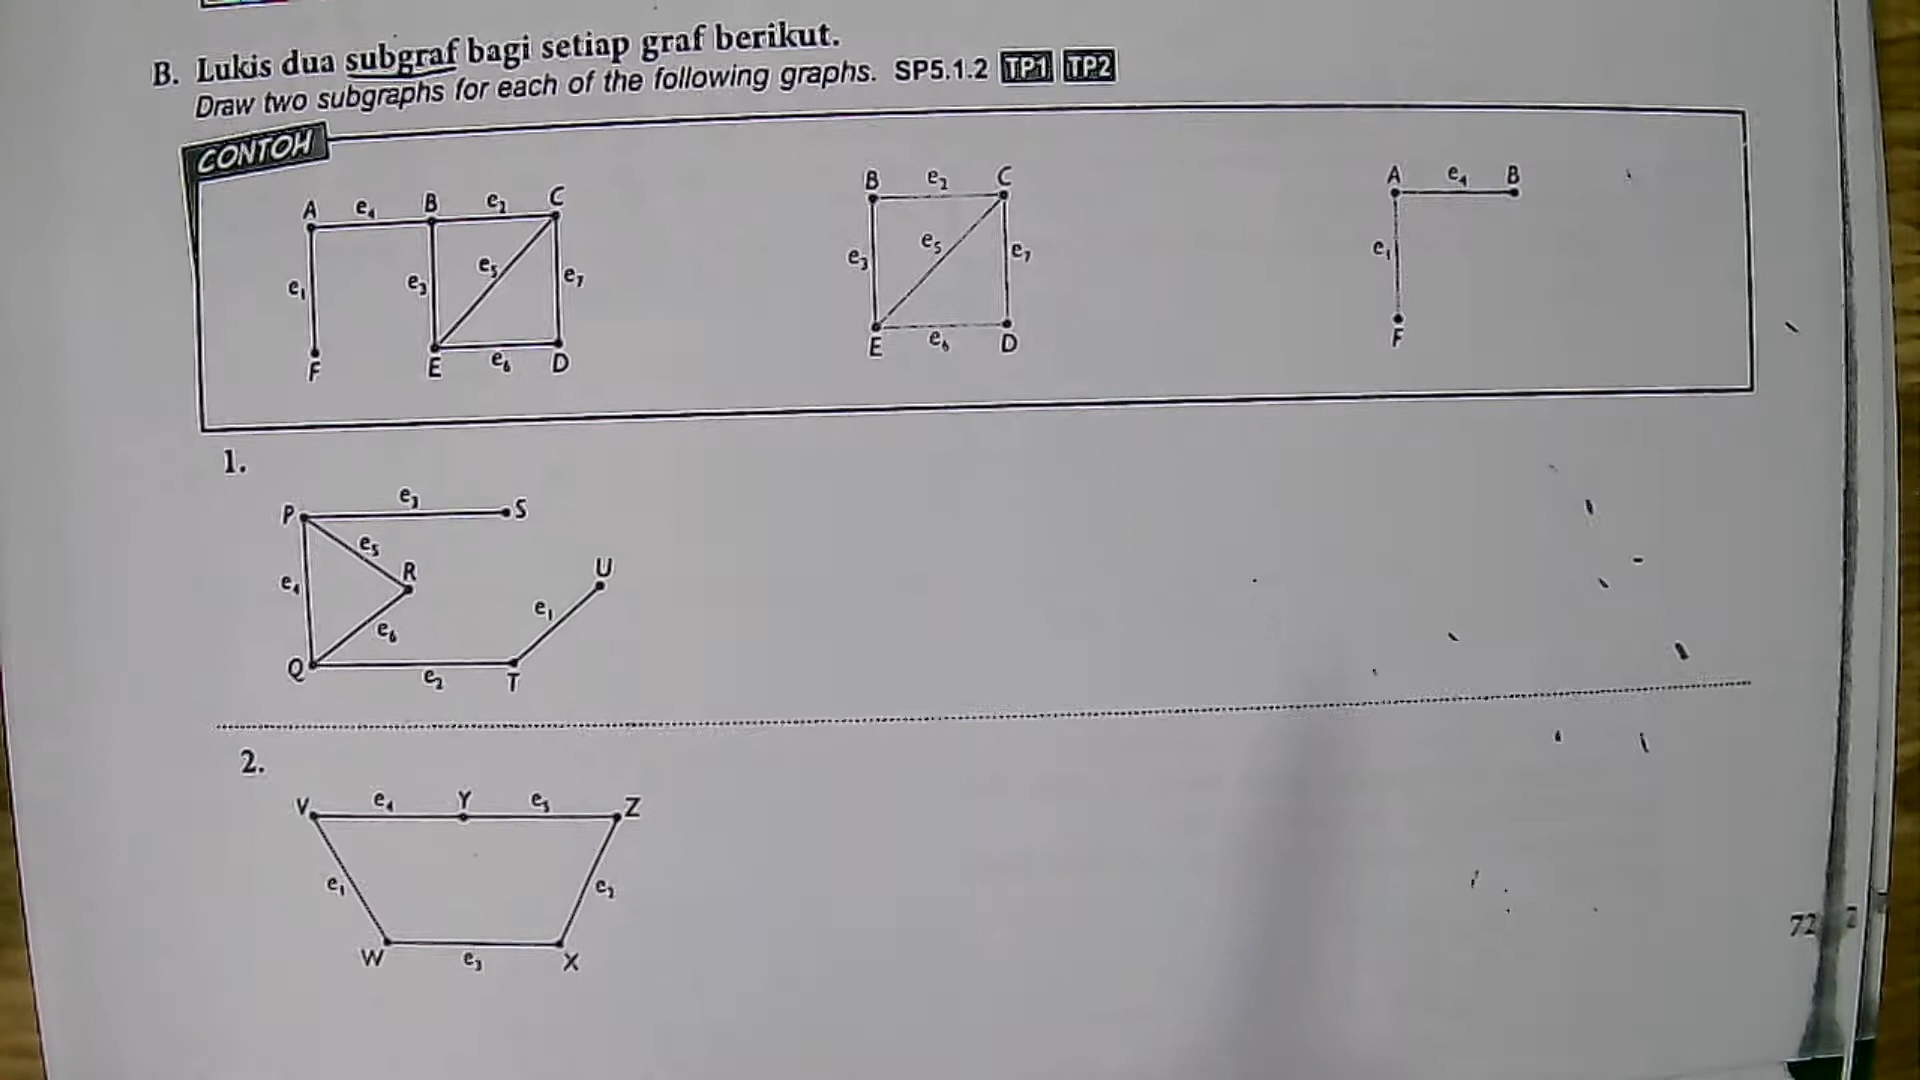 B. Lukis dua subgraf bagi setiap graf berikut.
Draw two subgraphs for each of the following graphs. SP5.1.2 TP1 TP2
CONTOH
A e₄ B e₂ C
e₁ e₃ e₅ e₇
F E e₆ D
B e₂ C
e₃ e₅ e₇
E e₆ D
A e₄ B
e₁
F
1.
P e₃ S
e₅
e₄ R U
e₆ e₁
Q e₂ T
2.
V e₄ Y e₅ Z
e₁ e₂
W e₃ X
72